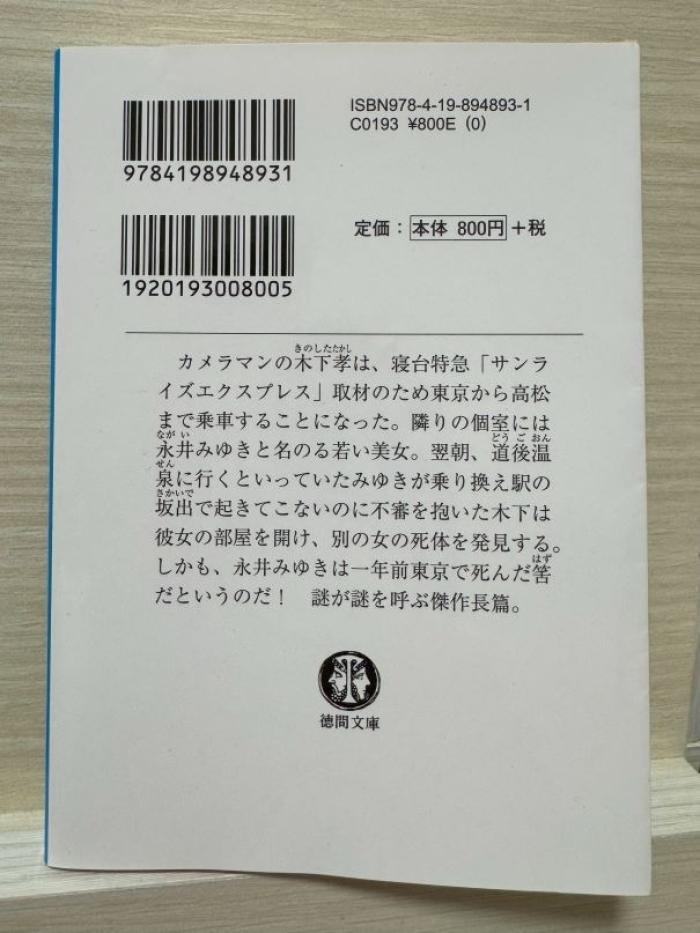 ISBN978-4-19-894893-1
C0193 ¥800E (0)
9784198948931
定価：本体 800円＋税
1920193008005
きのしたたかし
カメラマンの木下孝は、寝台特急「サンラ
イズエクスプレス」取材のため東京から高松
まで乗車することになった。隣りの個室には
ながい どうごおん
永井みゆきと名のる若い美女。翌朝、道後温
せん
泉に行くといっていたみゆきが乗り換え駅の
さかいで
坂出で起きてこないのに不審を抱いた木下は
彼女の部屋を開け、別の女の死体を発見する。
はず
しかも、永井みゆきは一年前東京で死んだ筈
だというのだ！　謎が謎を呼ぶ傑作長篇。
徳間文庫